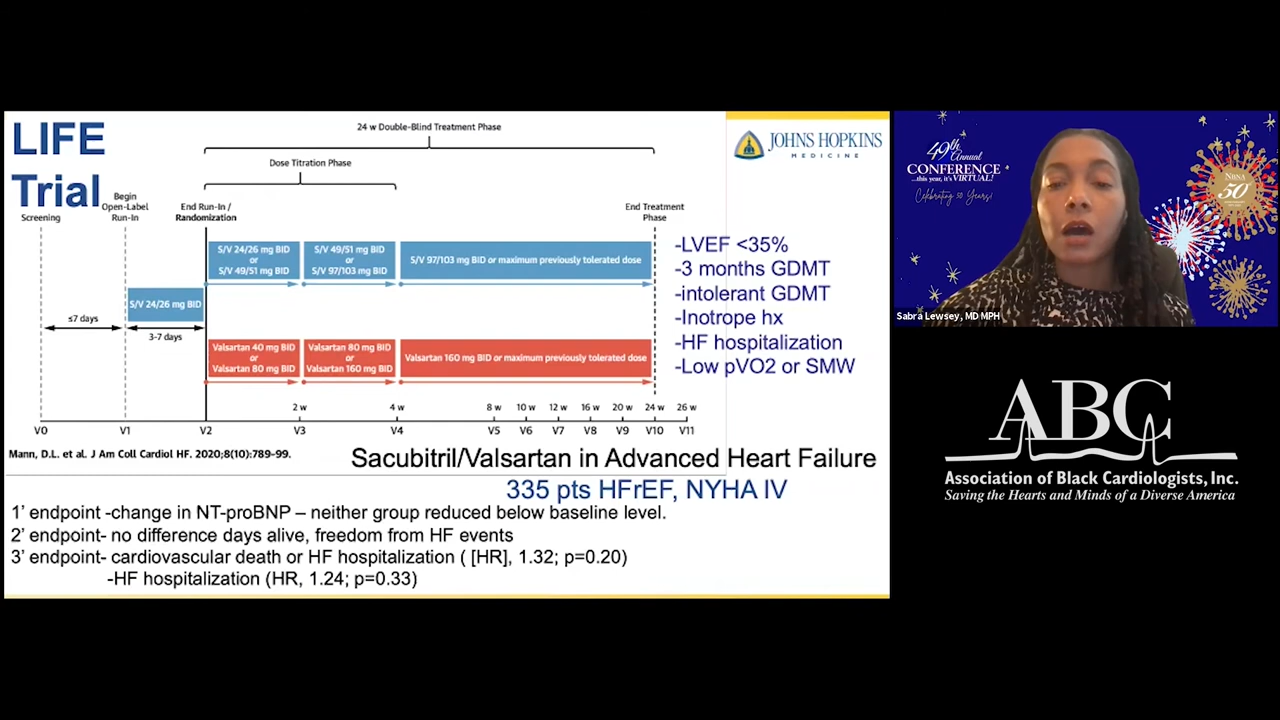 LIFE
Trial
24 w Double-Blind Treatment Phase
Dose Titration Phase
Screening
Begin
Open-Label
Run-In
End Run-In /
Randomization
End Treatment
Phase
S/V 24/26 mg BID
or
S/V 49/51 mg BID
S/V 49/51 mg BID
or
S/V 97/103 mg BID
S/V 97/103 mg BID or maximum previously tolerated dose
S/V 24/26 mg BID
≤7 days
3-7 days
Valsartan 40 mg BID
or
Valsartan 80 mg BID
Valsartan 80 mg BID
or
Valsartan 160 mg BID
Valsartan 160 mg BID or maximum previously tolerated dose
2 w 4 w 8 w 10 w 12 w 16 w 20 w 24 w 26 w
V0 V1 V2 V3 V4 V5 V6 V7 V8 V9 V10 V11
Mann, D.L. et al. J Am Coll Cardiol HF. 2020;8(10):789–99.
JOHNS HOPKINS
MEDICINE
-LVEF <35%
-3 months GDMT
-intolerant GDMT
-Inotrope hx
-HF hospitalization
-Low pVO2 or SMW
Sacubitril/Valsartan in Advanced Heart Failure
335 pts HFrEF, NYHA IV
1’ endpoint -change in NT-proBNP – neither group reduced below baseline level.
2’ endpoint- no difference days alive, freedom from HF events
3’ endpoint- cardiovascular death or HF hospitalization ( [HR], 1.32; p=0.20)
-HF hospitalization (HR, 1.24; p=0.33)
49th Annual
CONFERENCE
...this year, it's VIRTUAL!
Celebrating 50 Years!
NBNA
50
Sabra Lewsey, MD MPH
ABC
Association of Black Cardiologists, Inc.
Saving the Hearts and Minds of a Diverse America